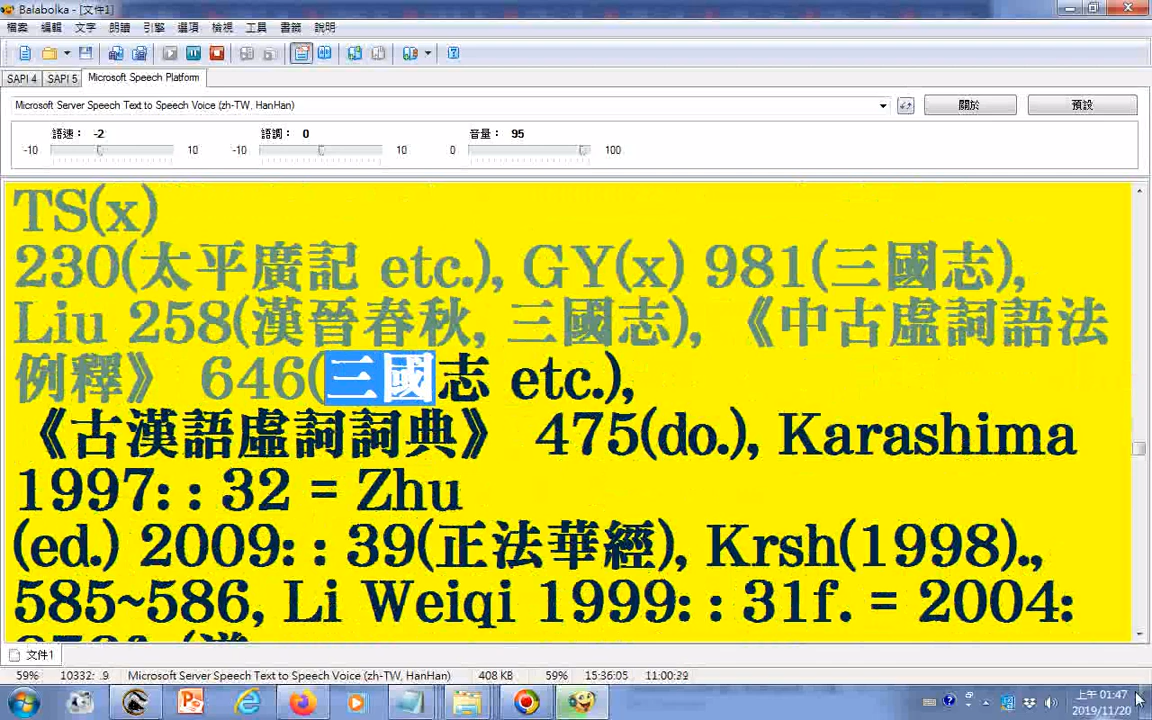 Balabolka - [文件1]
檔案 編輯 文字 朗讀 引擎 選項 檢視 工具 書籤 說明
SAPI 4 SAPI 5 Microsoft Speech Platform
Microsoft Server Speech Text to Speech Voice (zh-TW, HanHan) 關於 預設
語速： -2 語調： 0 音量： 95
-10 10 -10 10 0 100
TS(x)
230(太平廣記 etc.), GY(x) 981(三國志),
Liu 258(漢晉春秋, 三國志), 《中古虛詞語法
例釋》 646(三國志 etc.),
《古漢語虛詞詞典》 475(do.), Karashima
1997: : 32 = Zhu
(ed.) 2009: : 39(正法華經), Krsh(1998).,
585~586, Li Weiqi 1999: : 31f. = 2004:
文件1
59% 10332: .9 Microsoft Server Speech Text to Speech Voice (zh-TW, HanHan) 408 KB 59% 15:36:05 11:00:39
上午 01:47
2019/11/20